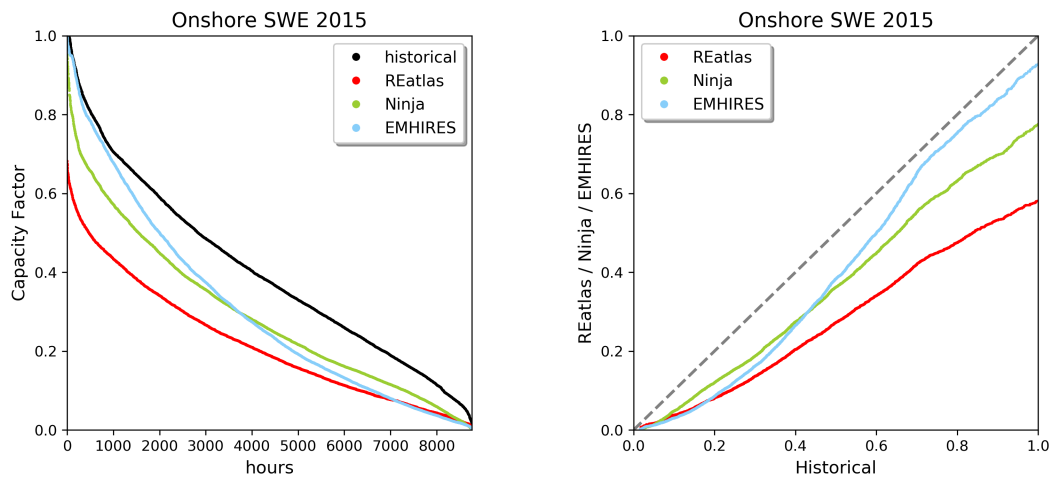 Onshore SWE 2015
Capacity Factor
1.0
0.8
0.6
0.4
0.2
0.0
historical
REatlas
Ninja
EMHIRES
0 1000 2000 3000 4000 5000 6000 7000 8000
hours
Onshore SWE 2015
REatlas / Ninja / EMHIRES
1.0
0.8
0.6
0.4
0.2
0.0
REatlas
Ninja
EMHIRES
0.0 0.2 0.4 0.6 0.8 1.0
Historical